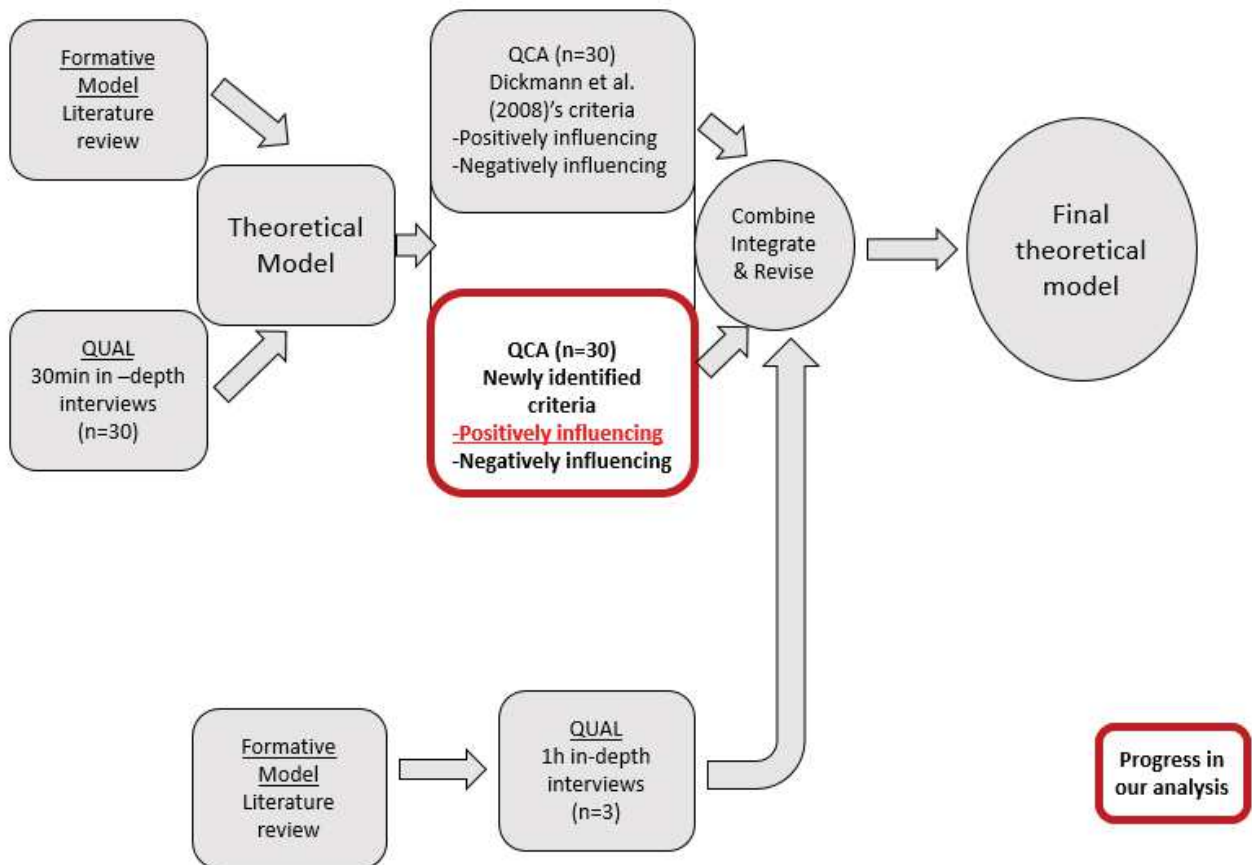 Formative
Model
Literature
review
QUAL
30min in –depth
interviews
(n=30)
Theoretical
Model
QCA (n=30)
Dickmann et al.
(2008)'s criteria
-Positively influencing
-Negatively influencing
QCA (n=30)
Newly identified
criteria
-Positively influencing
-Negatively influencing
Combine
Integrate
& Revise
Final
theoretical
model
Formative
Model
Literature
review
QUAL
1h in-depth
interviews
(n=3)
Progress in
our analysis